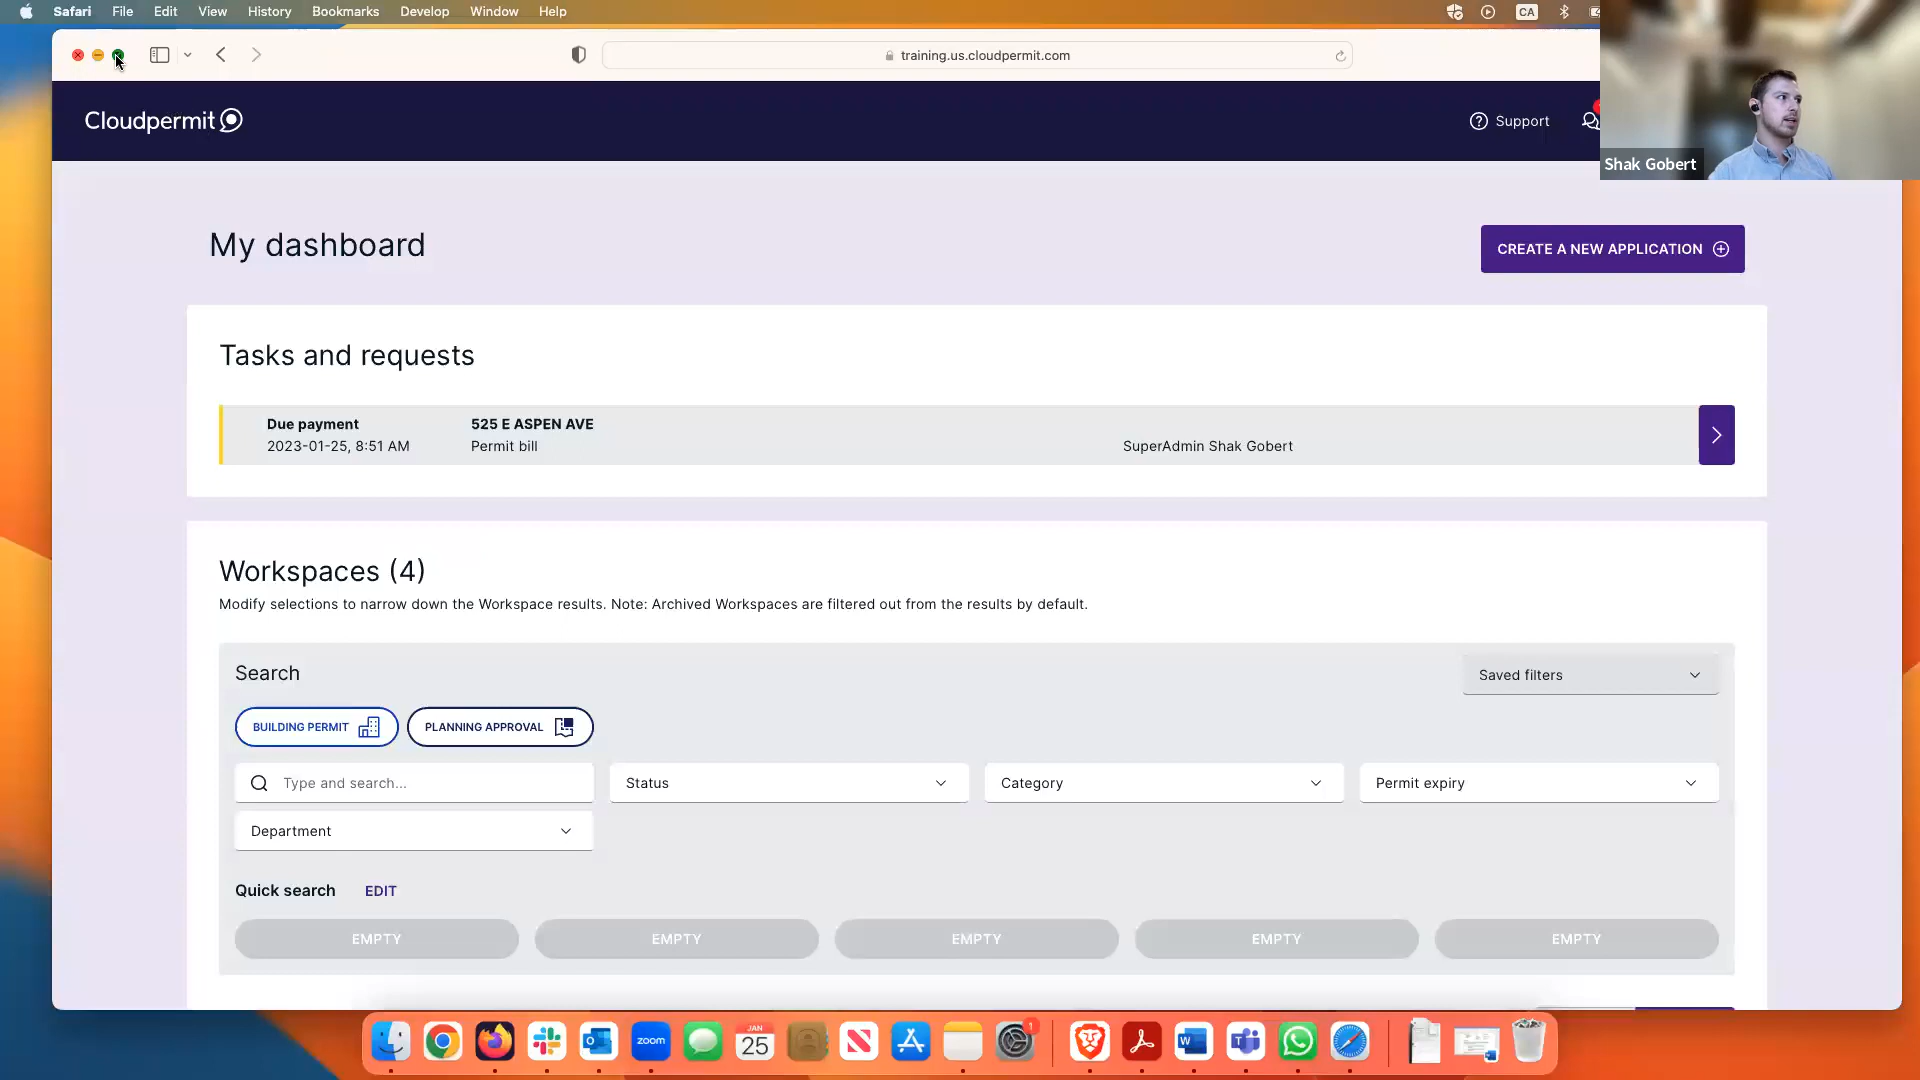 Safari File Edit View History Bookmarks Develop Window Help CA
training.us.cloudpermit.com
Cloudpermit
Support
Shak Gobert
My dashboard
CREATE A NEW APPLICATION
Tasks and requests
Due payment
2023-01-25, 8:51 AM
525 E ASPEN AVE
Permit bill
SuperAdmin Shak Gobert
Workspaces (4)
Modify selections to narrow down the Workspace results. Note: Archived Workspaces are filtered out from the results by default.
Search
Saved filters
BUILDING PERMIT
PLANNING APPROVAL
Type and search...
Status
Category
Permit expiry
Department
Quick search EDIT
EMPTY EMPTY EMPTY EMPTY EMPTY
zoom
JAN
25
1
W